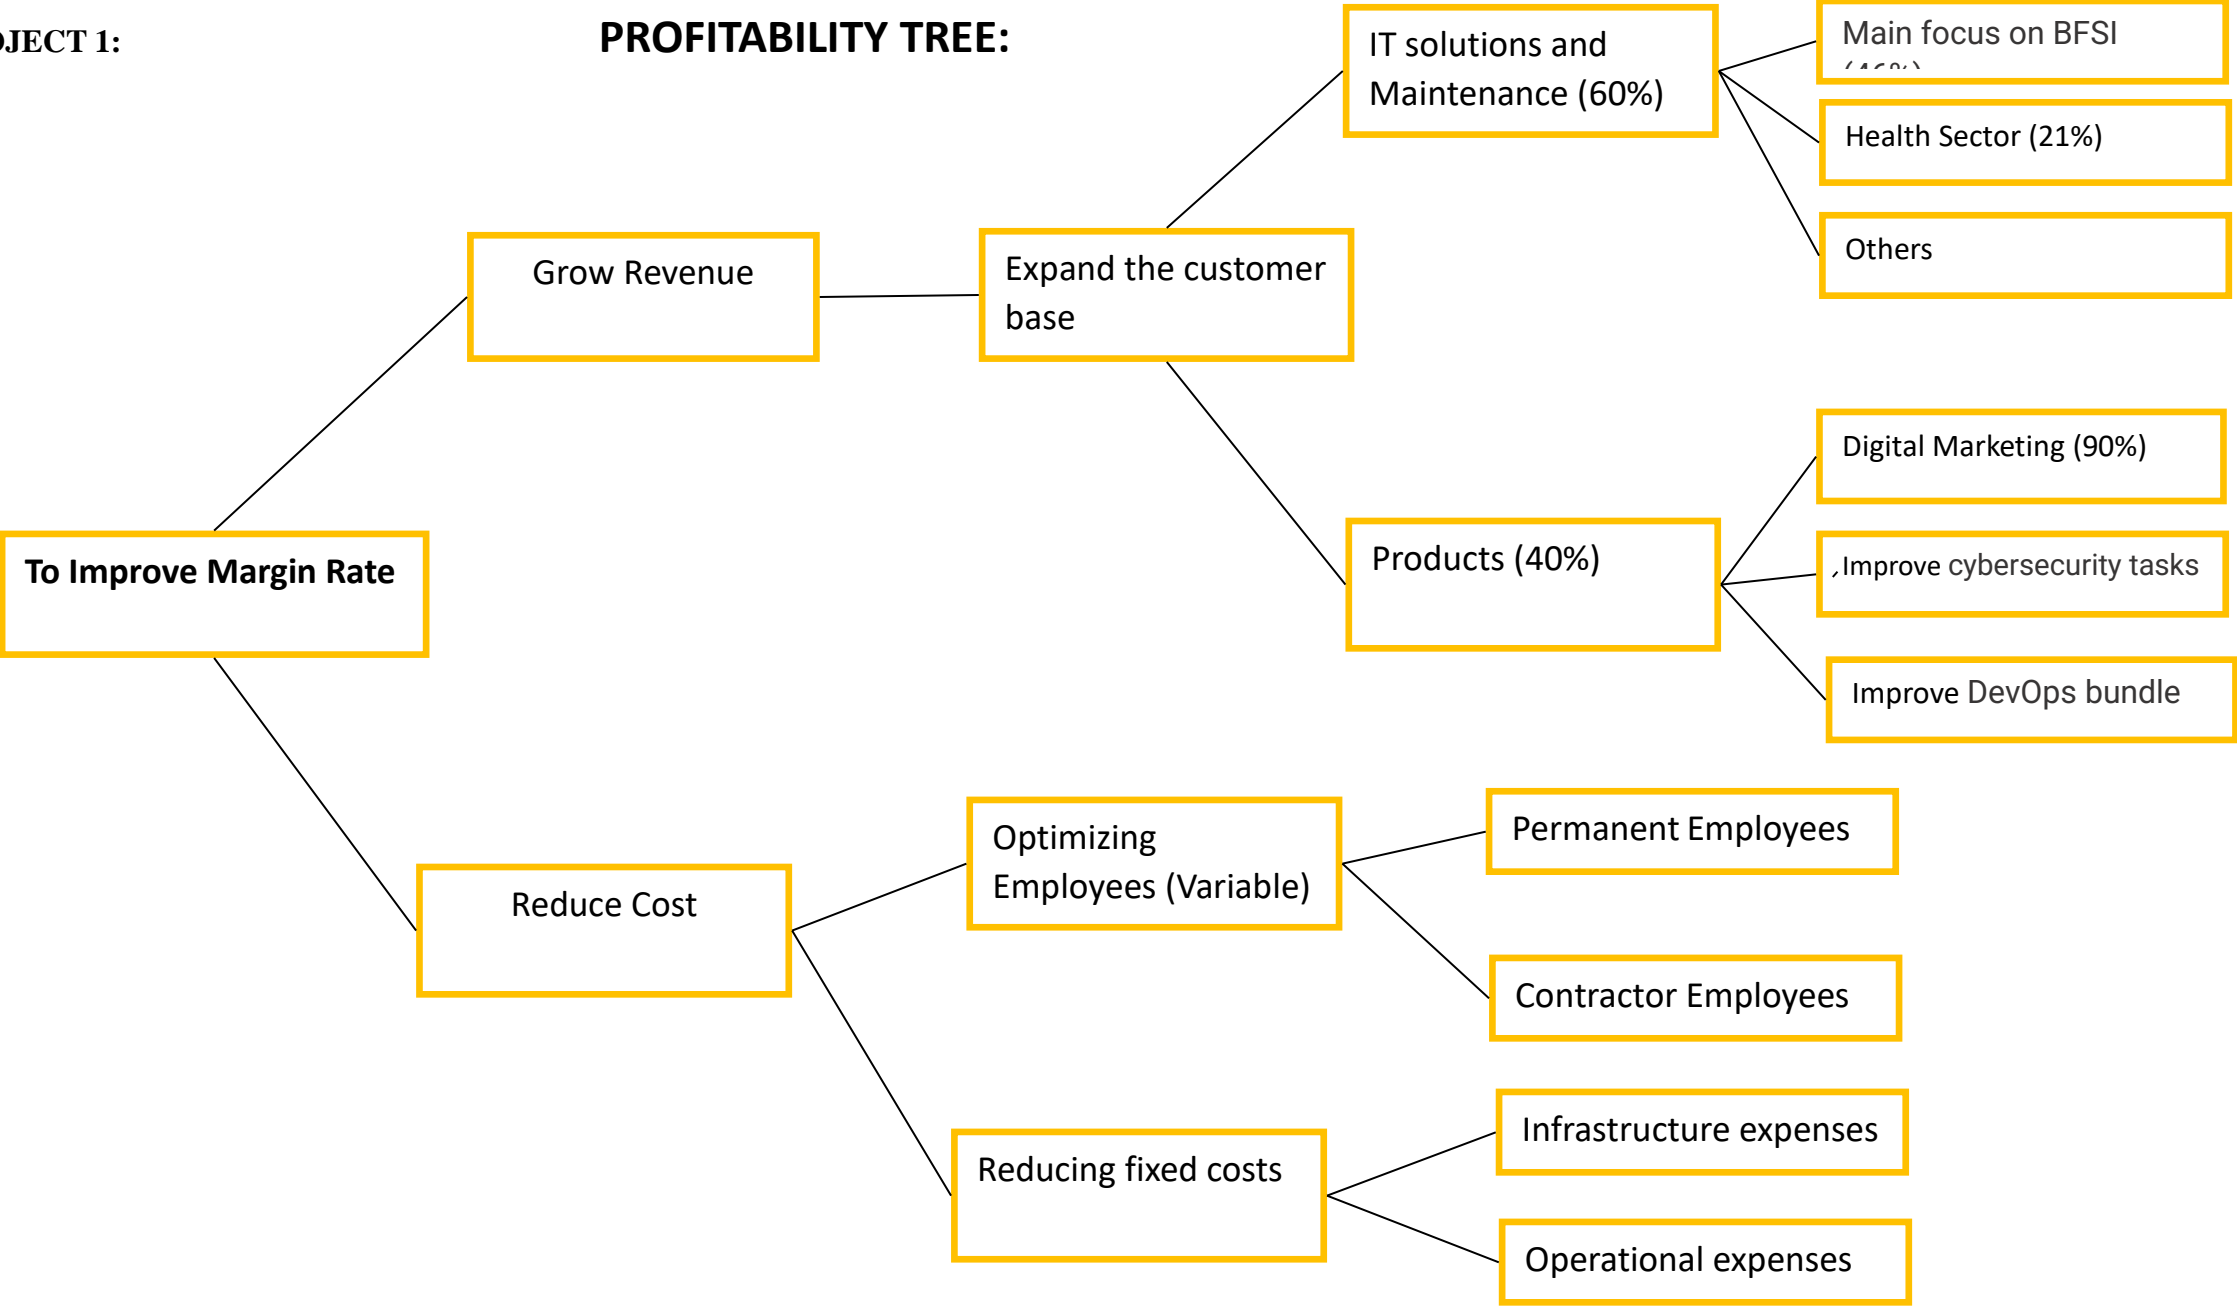 OJECT 1:
PROFITABILITY TREE:
IT solutions and
Maintenance (60%)
Main focus on BFSI
Health Sector (21%)
Others
Grow Revenue
Expand the customer
base
Digital Marketing (90%)
To Improve Margin Rate
Products (40%)
Improve cybersecurity tasks
Improve DevOps bundle
Optimizing
Employees (Variable)
Permanent Employees
Reduce Cost
Contractor Employees
Reducing fixed costs
Infrastructure expenses
Operational expenses